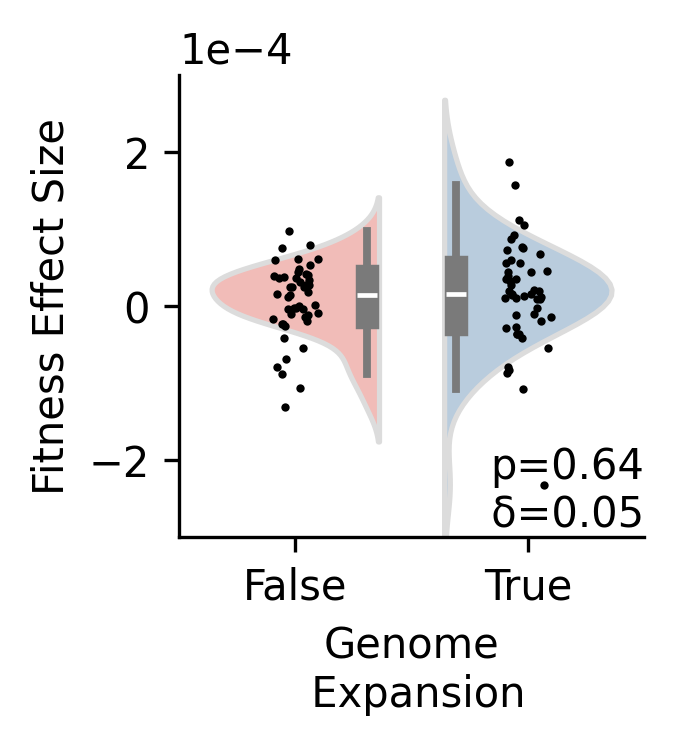 1e−4
Fitness Effect Size
2
0
−2
p=0.64
δ=0.05
False True
Genome
Expansion